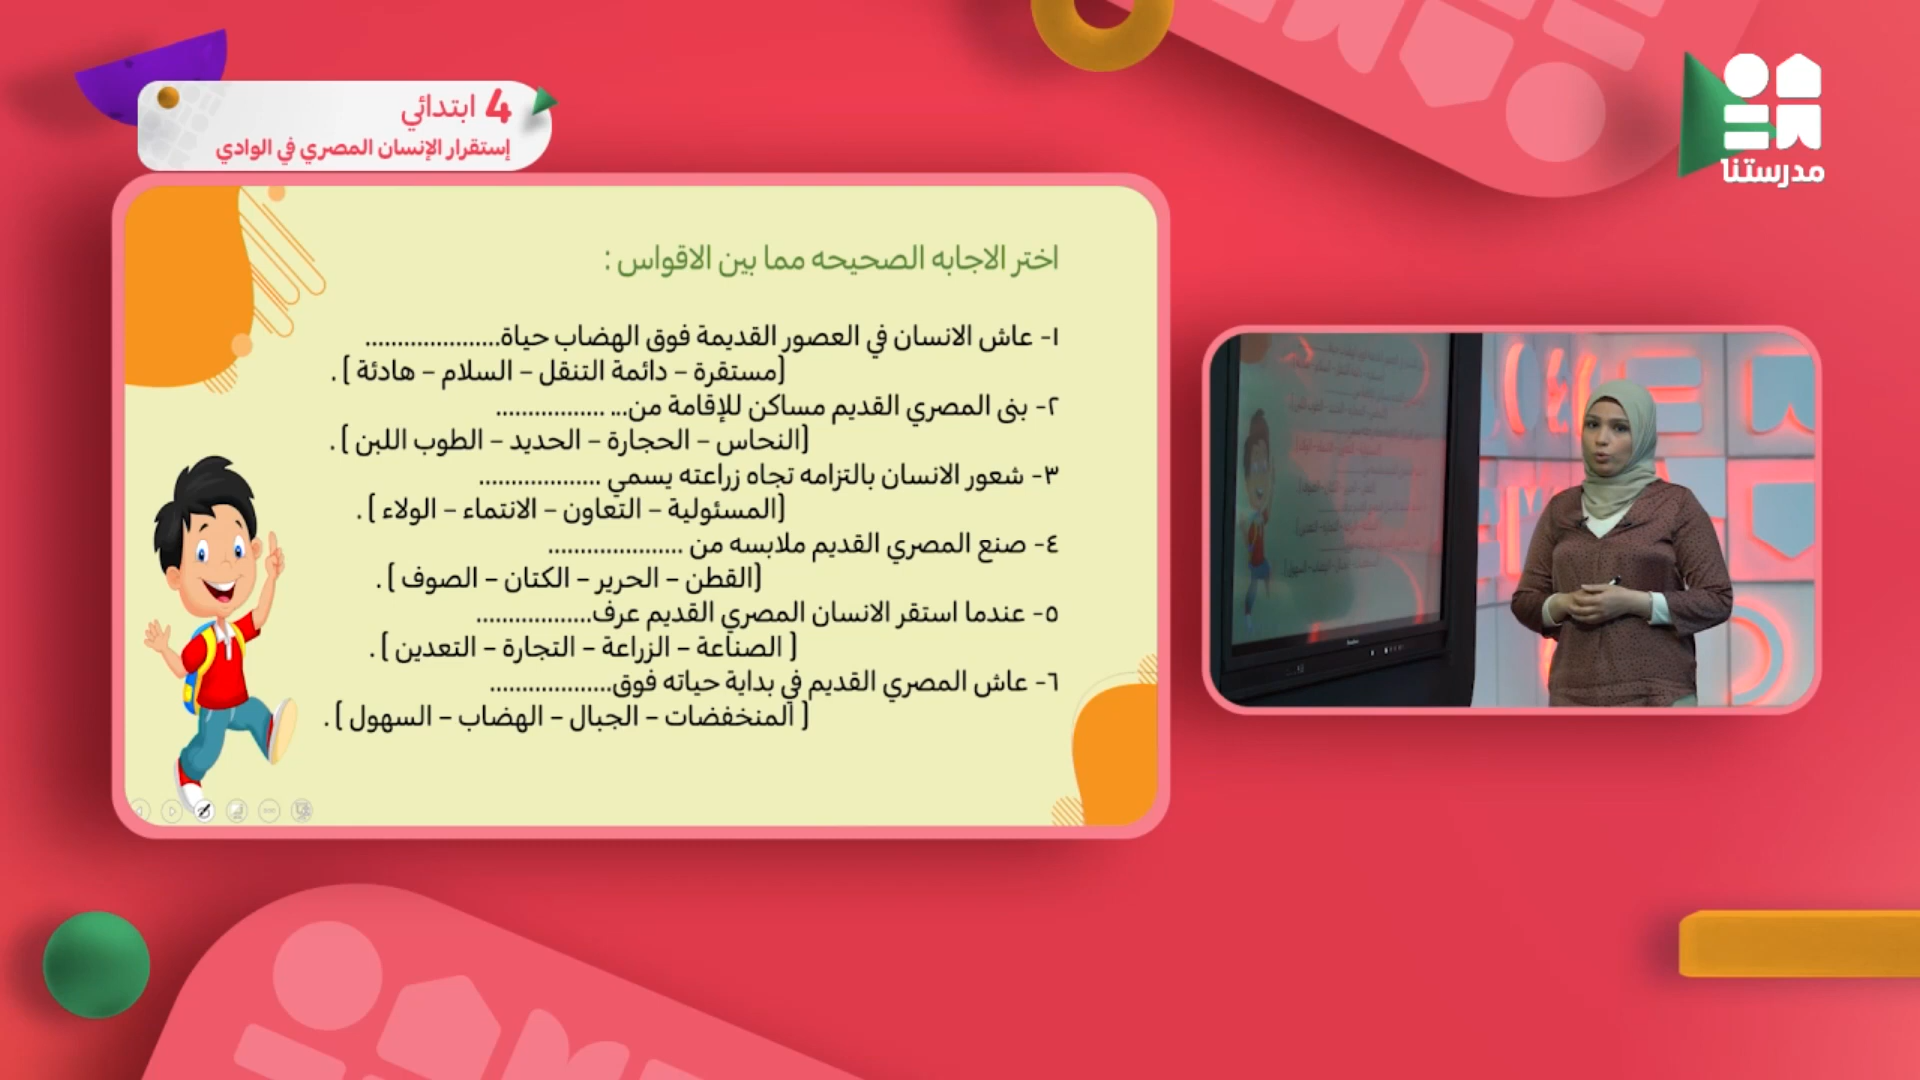 4 ابتدائي
إستقرار الإنسان المصري في الوادي
مدرستنا
اختر الاجابه الصحيحه مما بين الاقواس :
١- عاش الانسان في العصور القديمة فوق الهضاب حياة.....................
(مستقرة – دائمة التنقل – السلام – هادئة ) .
٢- بنى المصري القديم مساكن للإقامة من... .................
(النحاس – الحجارة – الحديد – الطوب اللبن ) .
٣- شعور الانسان بالتزامه تجاه زراعته يسمي ...................
(المسئولية – التعاون – الانتماء – الولاء ) .
٤- صنع المصري القديم ملابسه من .....................
(القطن – الحرير – الكتان – الصوف ) .
٥- عندما استقر الانسان المصري القديم عرف..................
( الصناعة – الزراعة – التجارة – التعدين ) .
٦- عاش المصري القديم في بداية حياته فوق...................
( المنخفضات – الجبال – الهضاب – السهول ) .